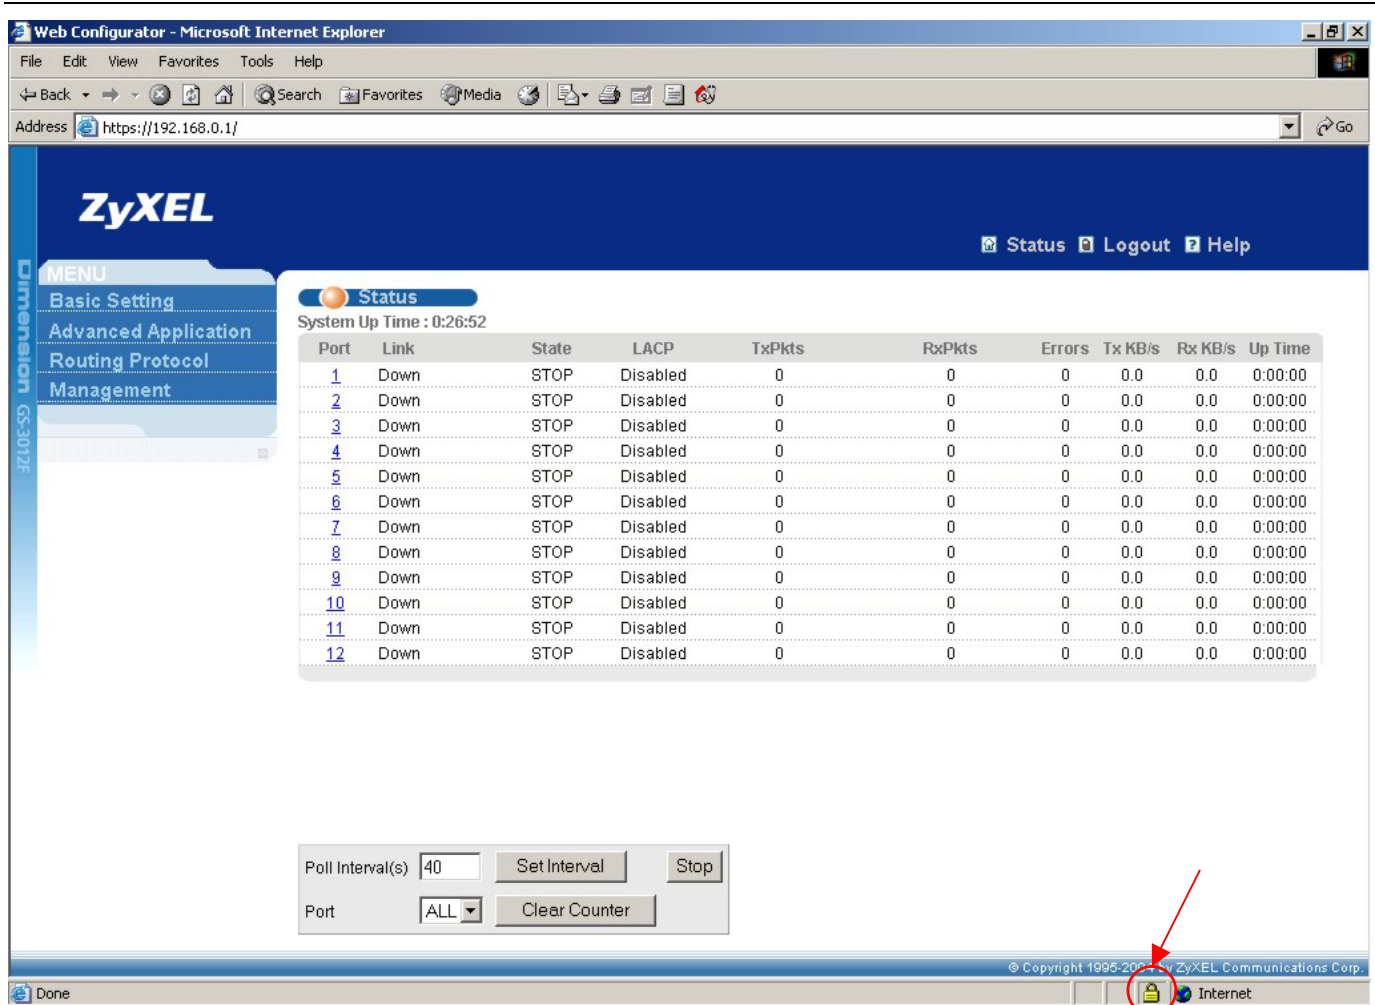 Web Configurator - Microsoft Internet Explorer
File Edit View Favorites Tools Help
Back Search Favorites Media
Address https://192.168.0.1/ Go
ZyXEL
Status Logout Help
Dimension GS-3012F
MENU
Basic Setting
Advanced Application
Routing Protocol
Management
Status
System Up Time : 0:26:52
Port Link State LACP TxPkts RxPkts Errors Tx KB/s Rx KB/s Up Time
1 Down STOP Disabled 0 0 0 0.0 0.0 0:00:00
2 Down STOP Disabled 0 0 0 0.0 0.0 0:00:00
3 Down STOP Disabled 0 0 0 0.0 0.0 0:00:00
4 Down STOP Disabled 0 0 0 0.0 0.0 0:00:00
5 Down STOP Disabled 0 0 0 0.0 0.0 0:00:00
6 Down STOP Disabled 0 0 0 0.0 0.0 0:00:00
7 Down STOP Disabled 0 0 0 0.0 0.0 0:00:00
8 Down STOP Disabled 0 0 0 0.0 0.0 0:00:00
9 Down STOP Disabled 0 0 0 0.0 0.0 0:00:00
10 Down STOP Disabled 0 0 0 0.0 0.0 0:00:00
11 Down STOP Disabled 0 0 0 0.0 0.0 0:00:00
12 Down STOP Disabled 0 0 0 0.0 0.0 0:00:00
Poll Interval(s) 40 Set Interval Stop
Port ALL Clear Counter
© Copyright ZyXEL Communications Corp.
Done Internet